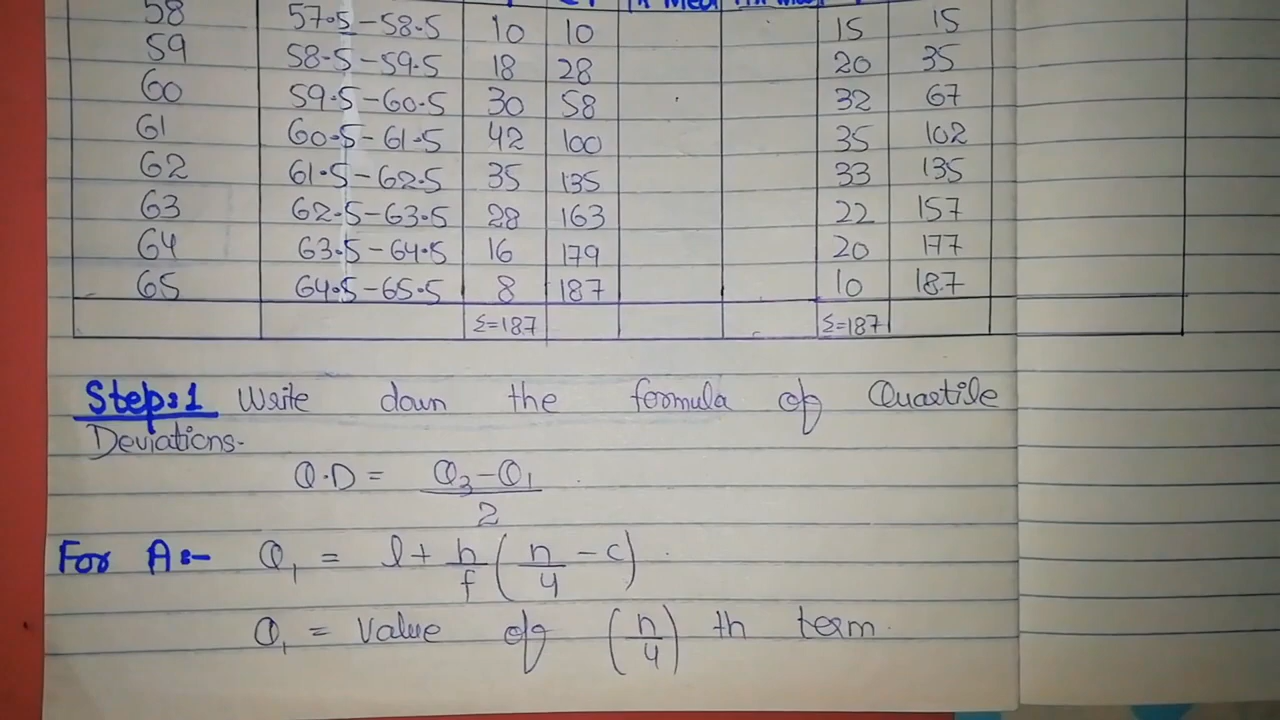 58 57.5-58.5 10 10 15 15
59 58.5-59.5 18 28 20 35
60 59.5-60.5 30 58 32 67
61 60.5-61.5 42 100 35 102
62 61.5-62.5 35 135 33 135
63 62.5-63.5 28 163 22 157
64 63.5-64.5 16 179 20 177
65 64.5-65.5 8 187 10 187
Σ=187 Σ=187
Step:1 Write down the formula of Quartile
Deviations.
Q.D = Q3-Q1/2
For A:- Q1 = l+h/f(n/4 -c)
Q1 = Value of (n/4) th term.